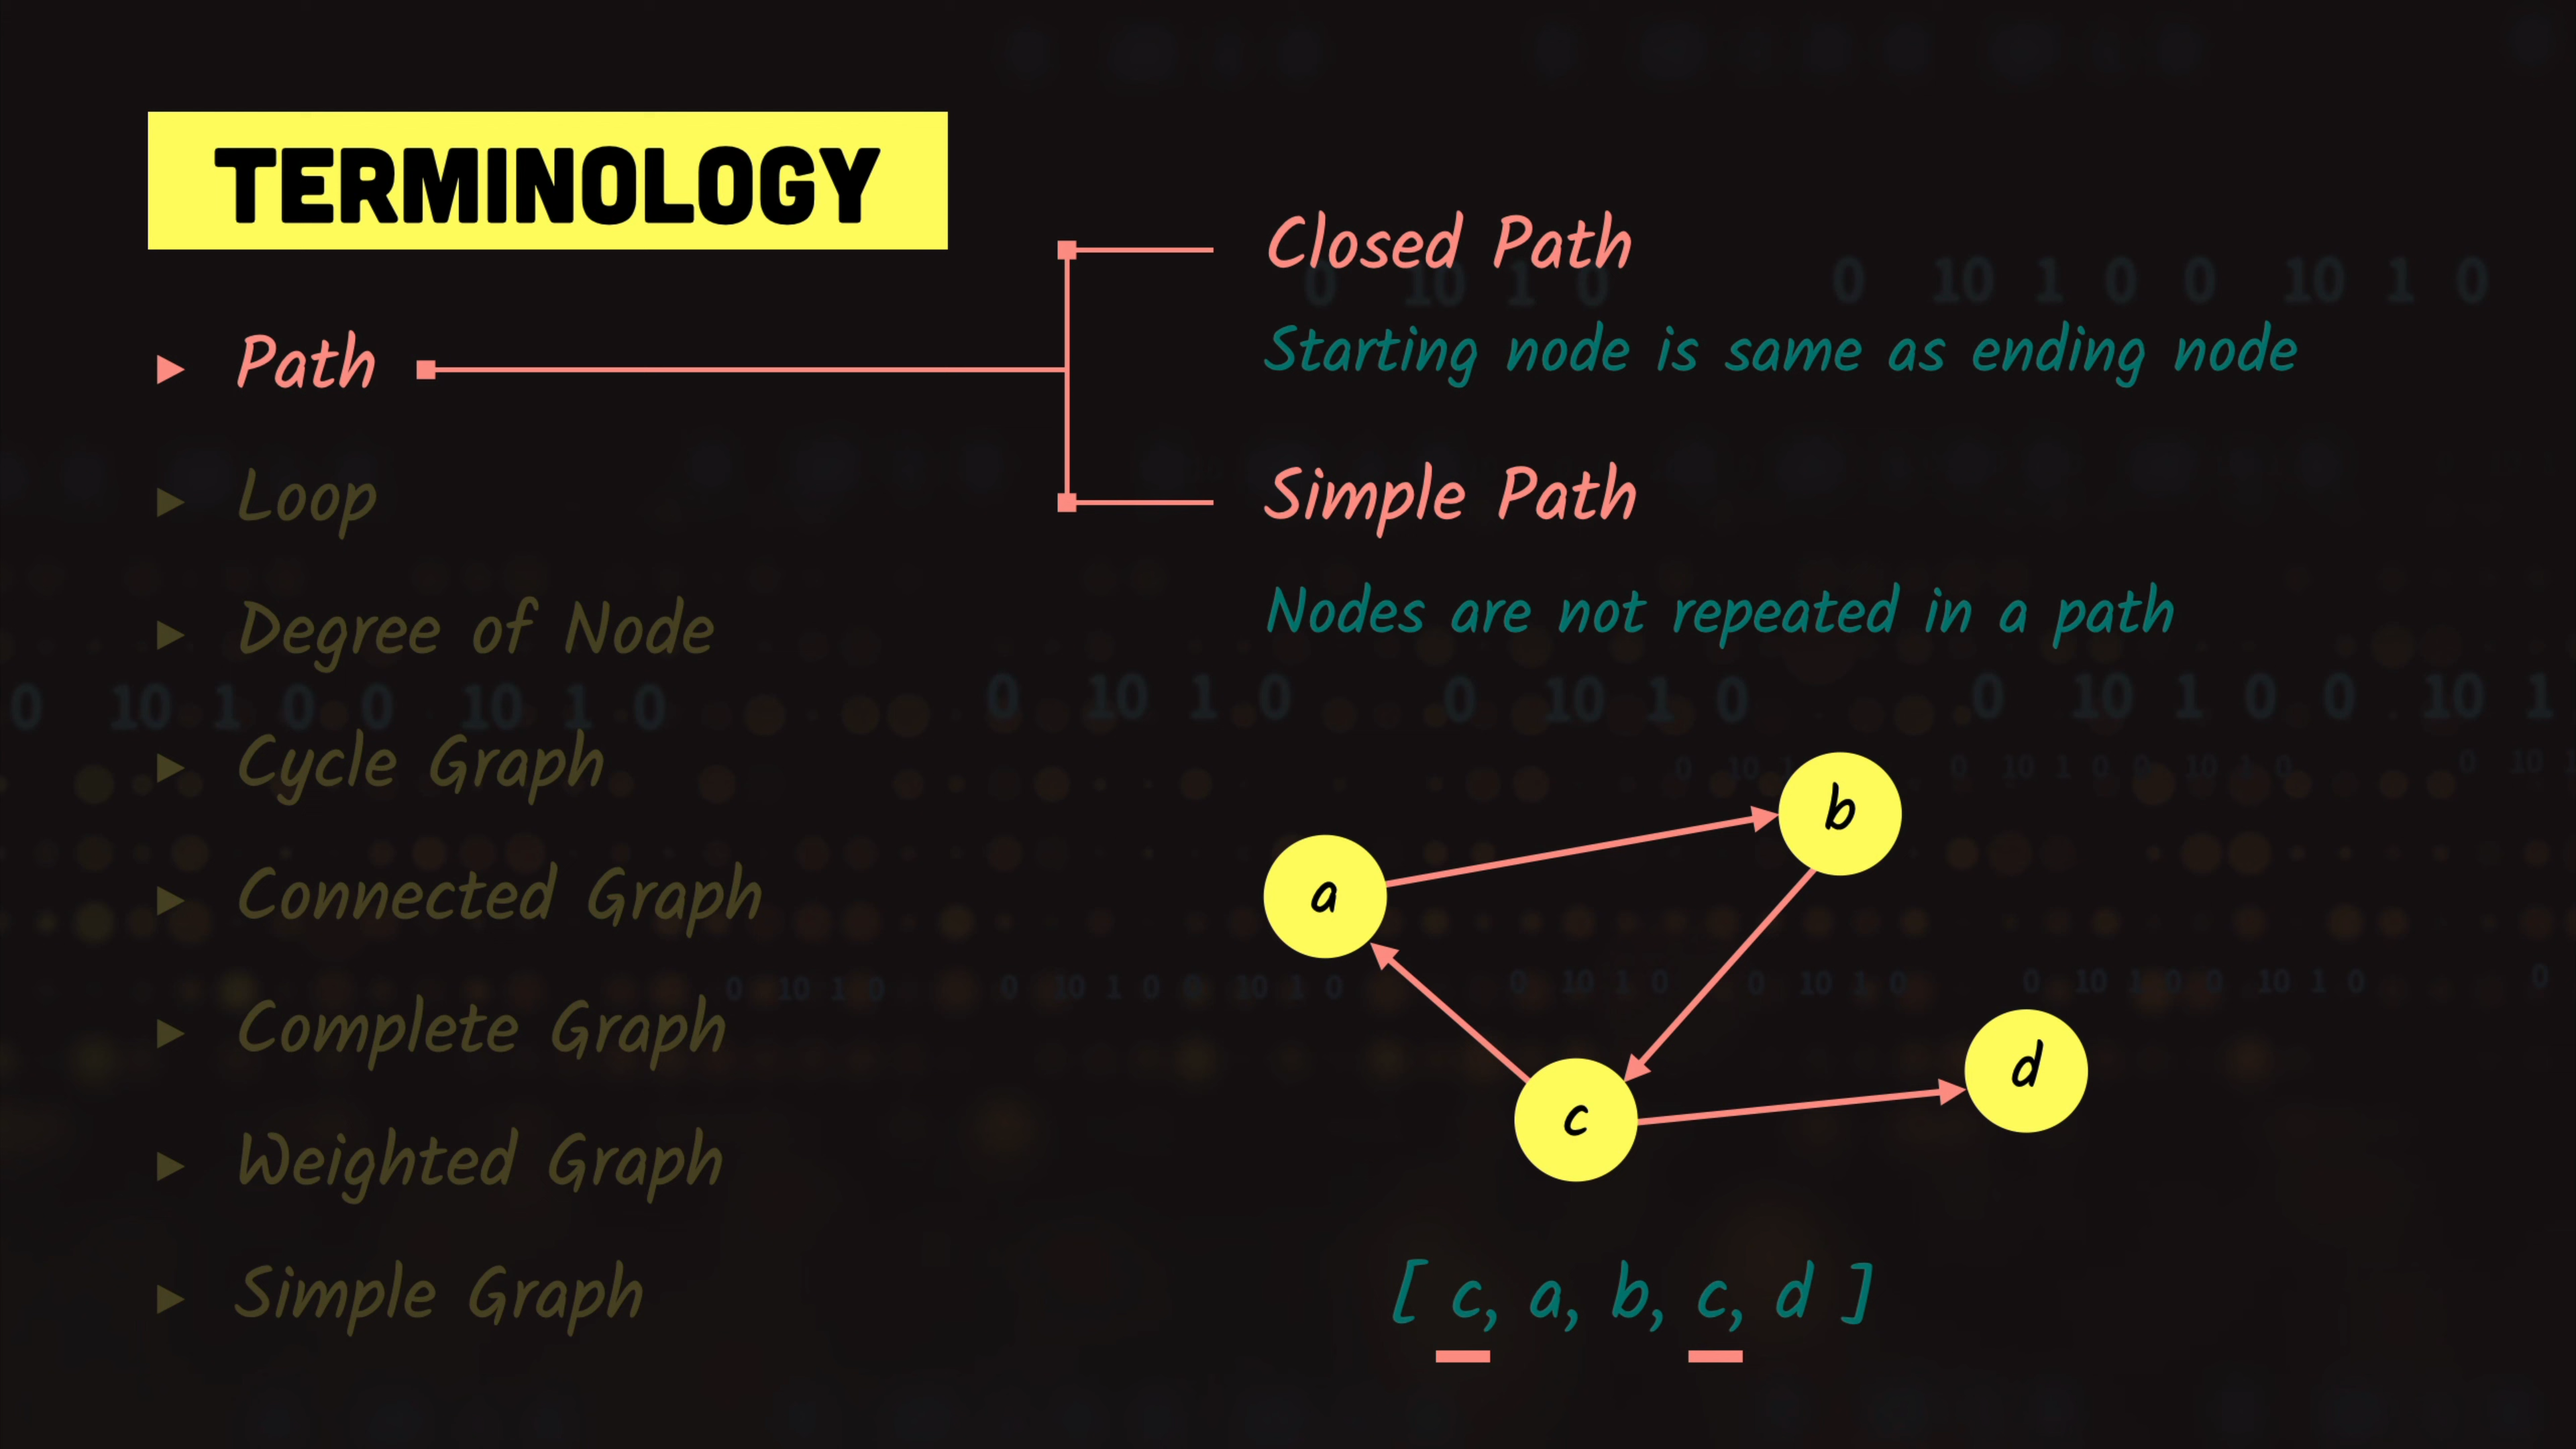 TERMINOLOGY
Path
Loop
Degree of Node
Cycle Graph
Connected Graph
Complete Graph
Weighted Graph
Simple Graph
Closed Path
Starting node is same as ending node
Simple Path
Nodes are not repeated in a path
a
b
c
d
[ c, a, b, c, d ]